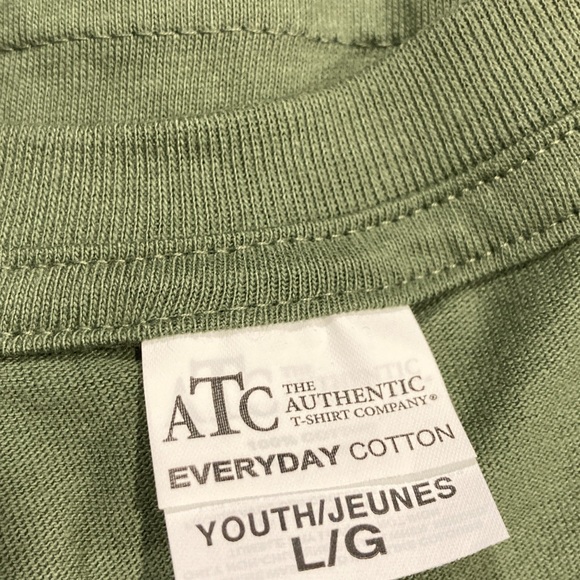 ATC THE
AUTHENTIC
T-SHIRT COMPANY®
EVERYDAY COTTON
YOUTH/JEUNES
L/G